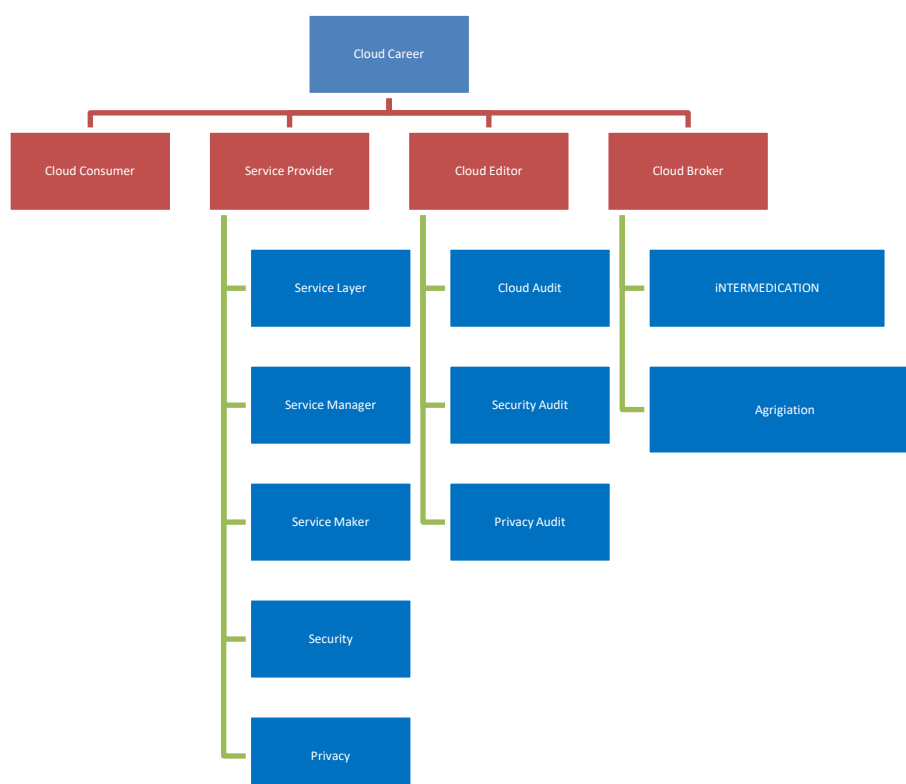 Cloud Career
Cloud Consumer
Service Provider
Cloud Editor
Cloud Broker
Service Layer
Cloud Audit
iNTERMEDICATION
Service Manager
Security Audit
Agrigiation
Service Maker
Privacy Audit
Security
Privacy